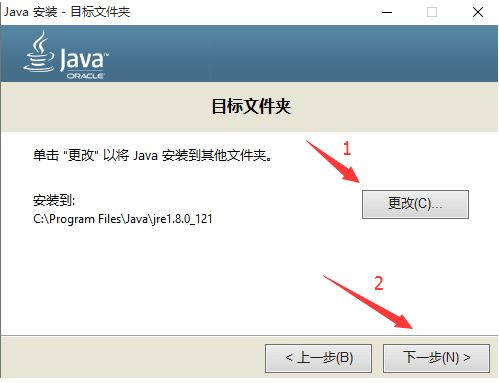 Java 安装 - 目标文件夹
Java™
ORACLE
目标文件夹
单击 "更改" 以将 Java 安装到其他文件夹。
1
安装到:
更改(C)...
C:\Program Files\Java\jre1.8.0_121
2
< 上一步(B)
下一步(N) >